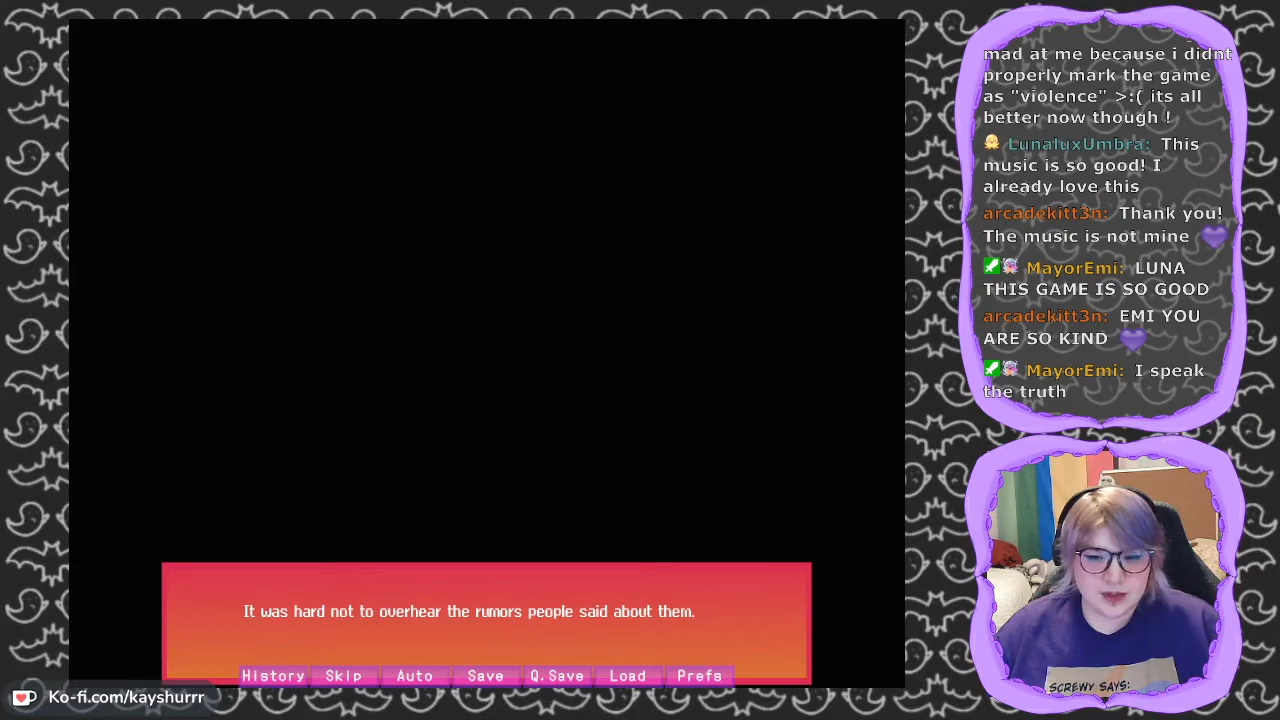 mad at me because i didnt
properly mark the game
as "violence" >:( its all
better now though !
LunaluxUmbra: This
music is so good! I
already love this
arcadekitt3n: Thank you!
The music is not mine
MayorEmi: LUNA
THIS GAME IS SO GOOD
arcadekitt3n: EMI YOU
ARE SO KIND
MayorEmi: I speak
the truth
It was hard not to overhear the rumors people said about them.
History Skip Auto Save Q.Save Load Prefs
Ko-fi.com/kayshurrr
SCREWY SAYS: